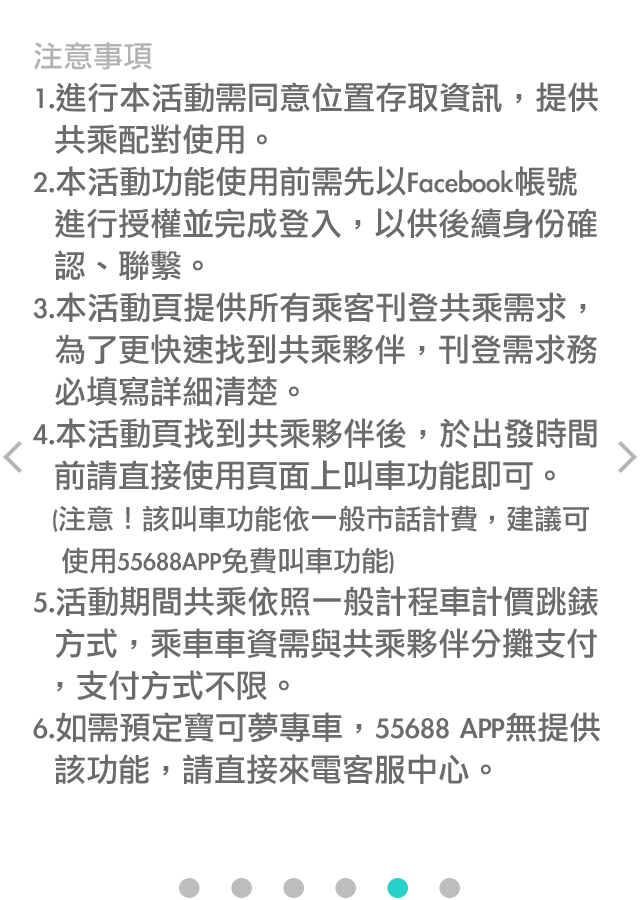 注意事項
1.進行本活動需同意位置存取資訊，提供
共乘配對使用。
2.本活動功能使用前需先以Facebook帳號
進行授權並完成登入，以供後續身份確
認、聯繫。
3.本活動頁提供所有乘客刊登共乘需求，
為了更快速找到共乘夥伴，刊登需求務
必填寫詳細清楚。
4.本活動頁找到共乘夥伴後，於出發時間
前請直接使用頁面上叫車功能即可。
(注意！該叫車功能依一般市話計費，建議可
使用55688APP免費叫車功能)
5.活動期間共乘依照一般計程車計價跳錶
方式，乘車車資需與共乘夥伴分攤支付
，支付方式不限。
6.如需預定寶可夢專車，55688 APP無提供
該功能，請直接來電客服中心。